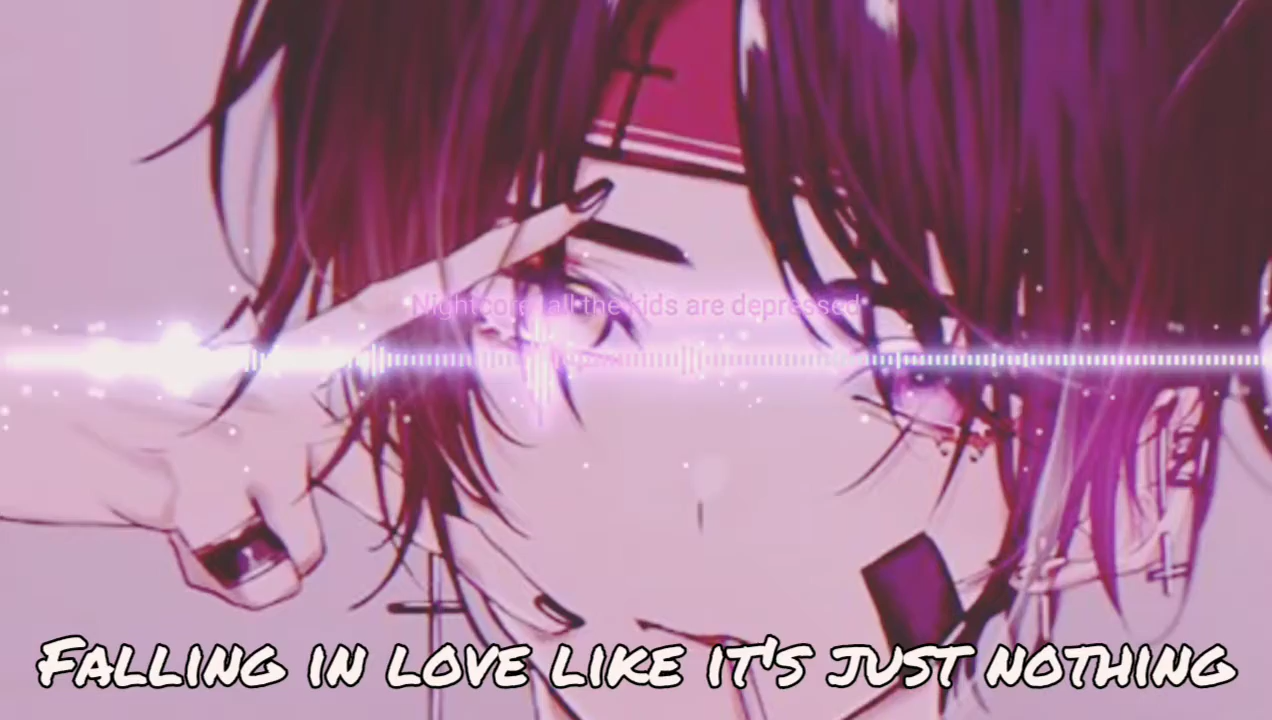 Nightcore (all the kids are depressed)
Falling in love like it's just nothing